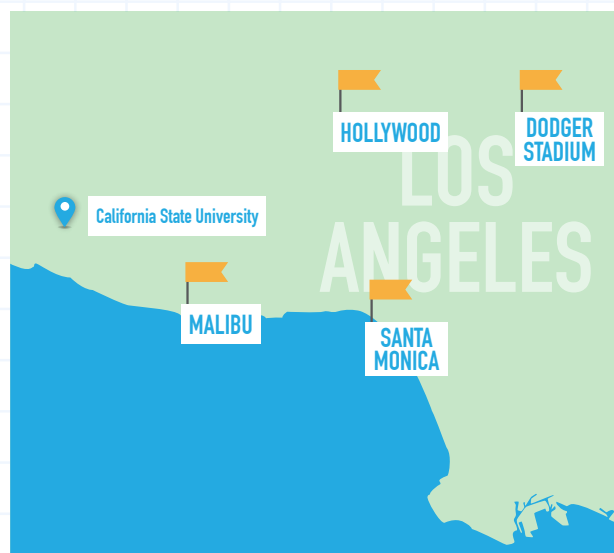 HOLLYWOOD
DODGER
STADIUM
LOS
ANGELES
California State University
MALIBU
SANTA
MONICA